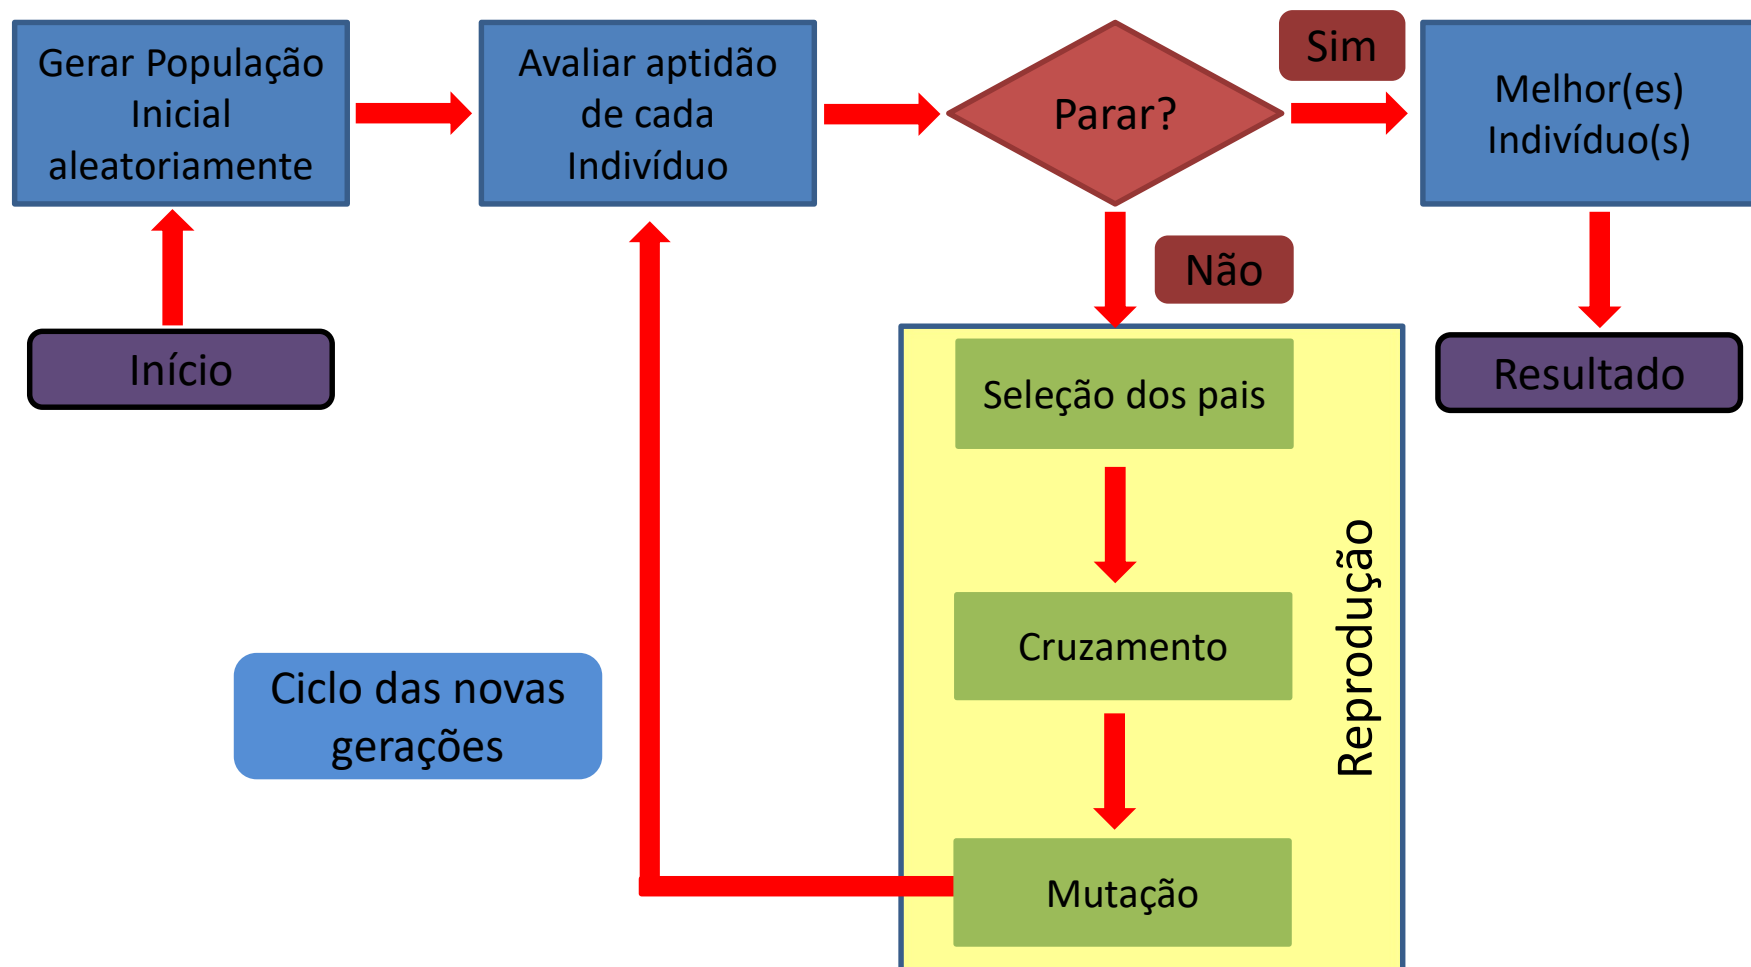 Gerar População
Inicial
aleatoriamente
Avaliar aptidão
de cada
Indivíduo
Parar?
Sim
Melhor(es)
Indivíduo(s)
Não
Início
Seleção dos pais
Resultado
Cruzamento
Reprodução
Ciclo das novas
gerações
Mutação